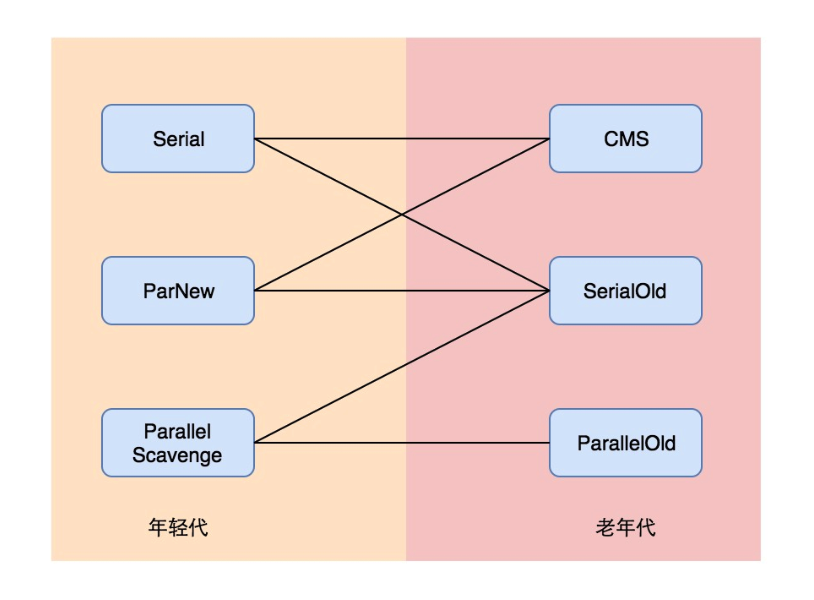 Serial
CMS
ParNew
SerialOld
Parallel
Scavenge
ParallelOld
年轻代
老年代